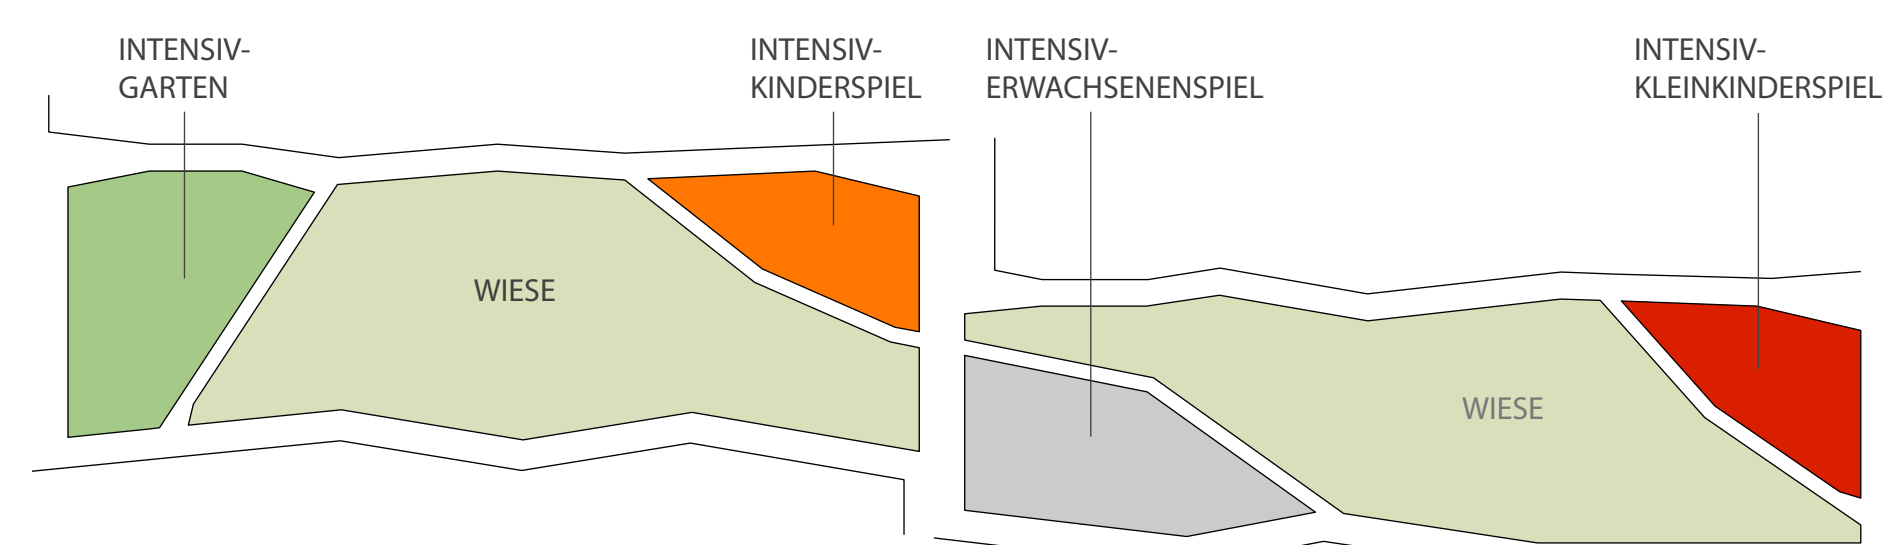 INTENSIV-
GARTEN
INTENSIV-
KINDERSPIEL
INTENSIV-
ERWACHSENENSPIEL
INTENSIV-
KLEINKINDERSPIEL
WIESE
WIESE